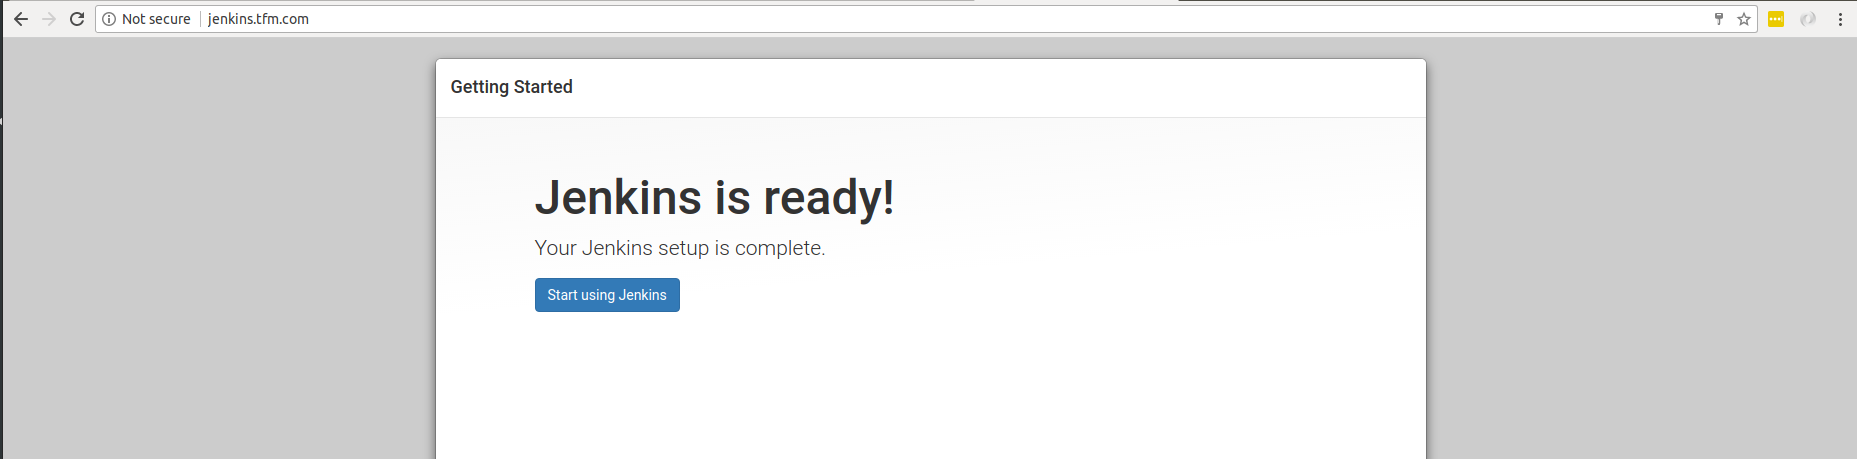 Not secure | jenkins.tfm.com
Getting Started
Jenkins is ready!
Your Jenkins setup is complete.
Start using Jenkins